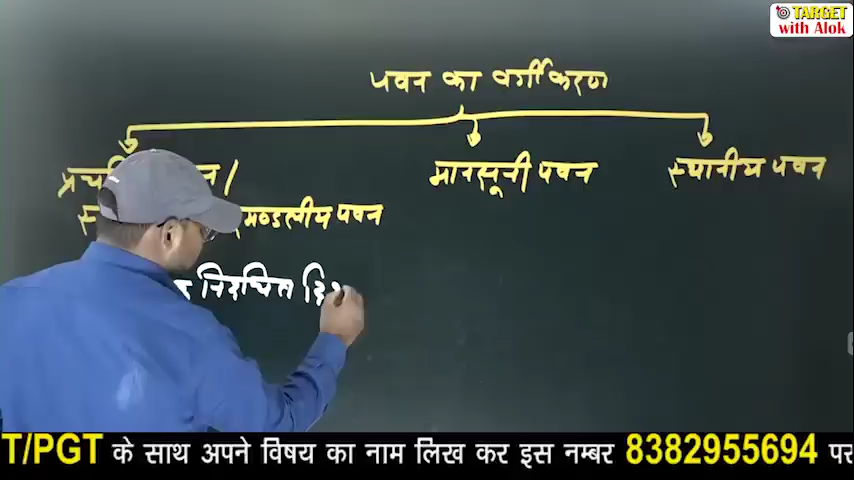 TARGET
with Alok
पवन का वर्गीकरण
मानसूनी पवन
स्थानीय पवन
मण्डलीय पवन
निश्चित
T/PGT के साथ अपने विषय का नाम लिख कर इस नम्बर 8382955694 पर